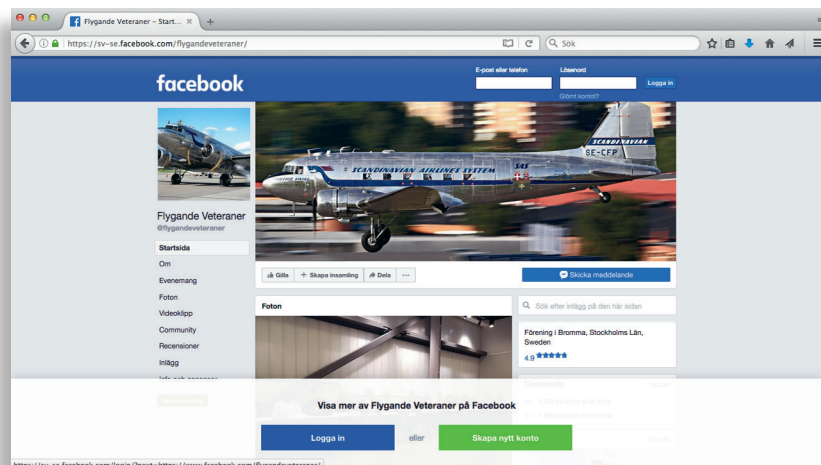 Flygande Veteraner – Start...
https://sv-se.facebook.com/flygandeveteraner/
Sök
facebook
E-post eller telefon
Lösenord
Logga in
Glömt kontot?
SCANDINAVIAN
SE-CFP
SCANDINAVIAN AIRLINES SYSTEM
SAS
Flygande Veteraner
@flygandeveteraner
Startsida
Om
Evenemang
Foton
Videoklipp
Community
Recensioner
Inlägg
Gilla
Skapa insamling
Dela
Skicka meddelande
Foton
Sök efter inlägg på den här sidan
Förening i Bromma, Stockholms Län,
Sweden
4,9
Community
Visa mer av Flygande Veteraner på Facebook
Logga in
eller
Skapa nytt konto